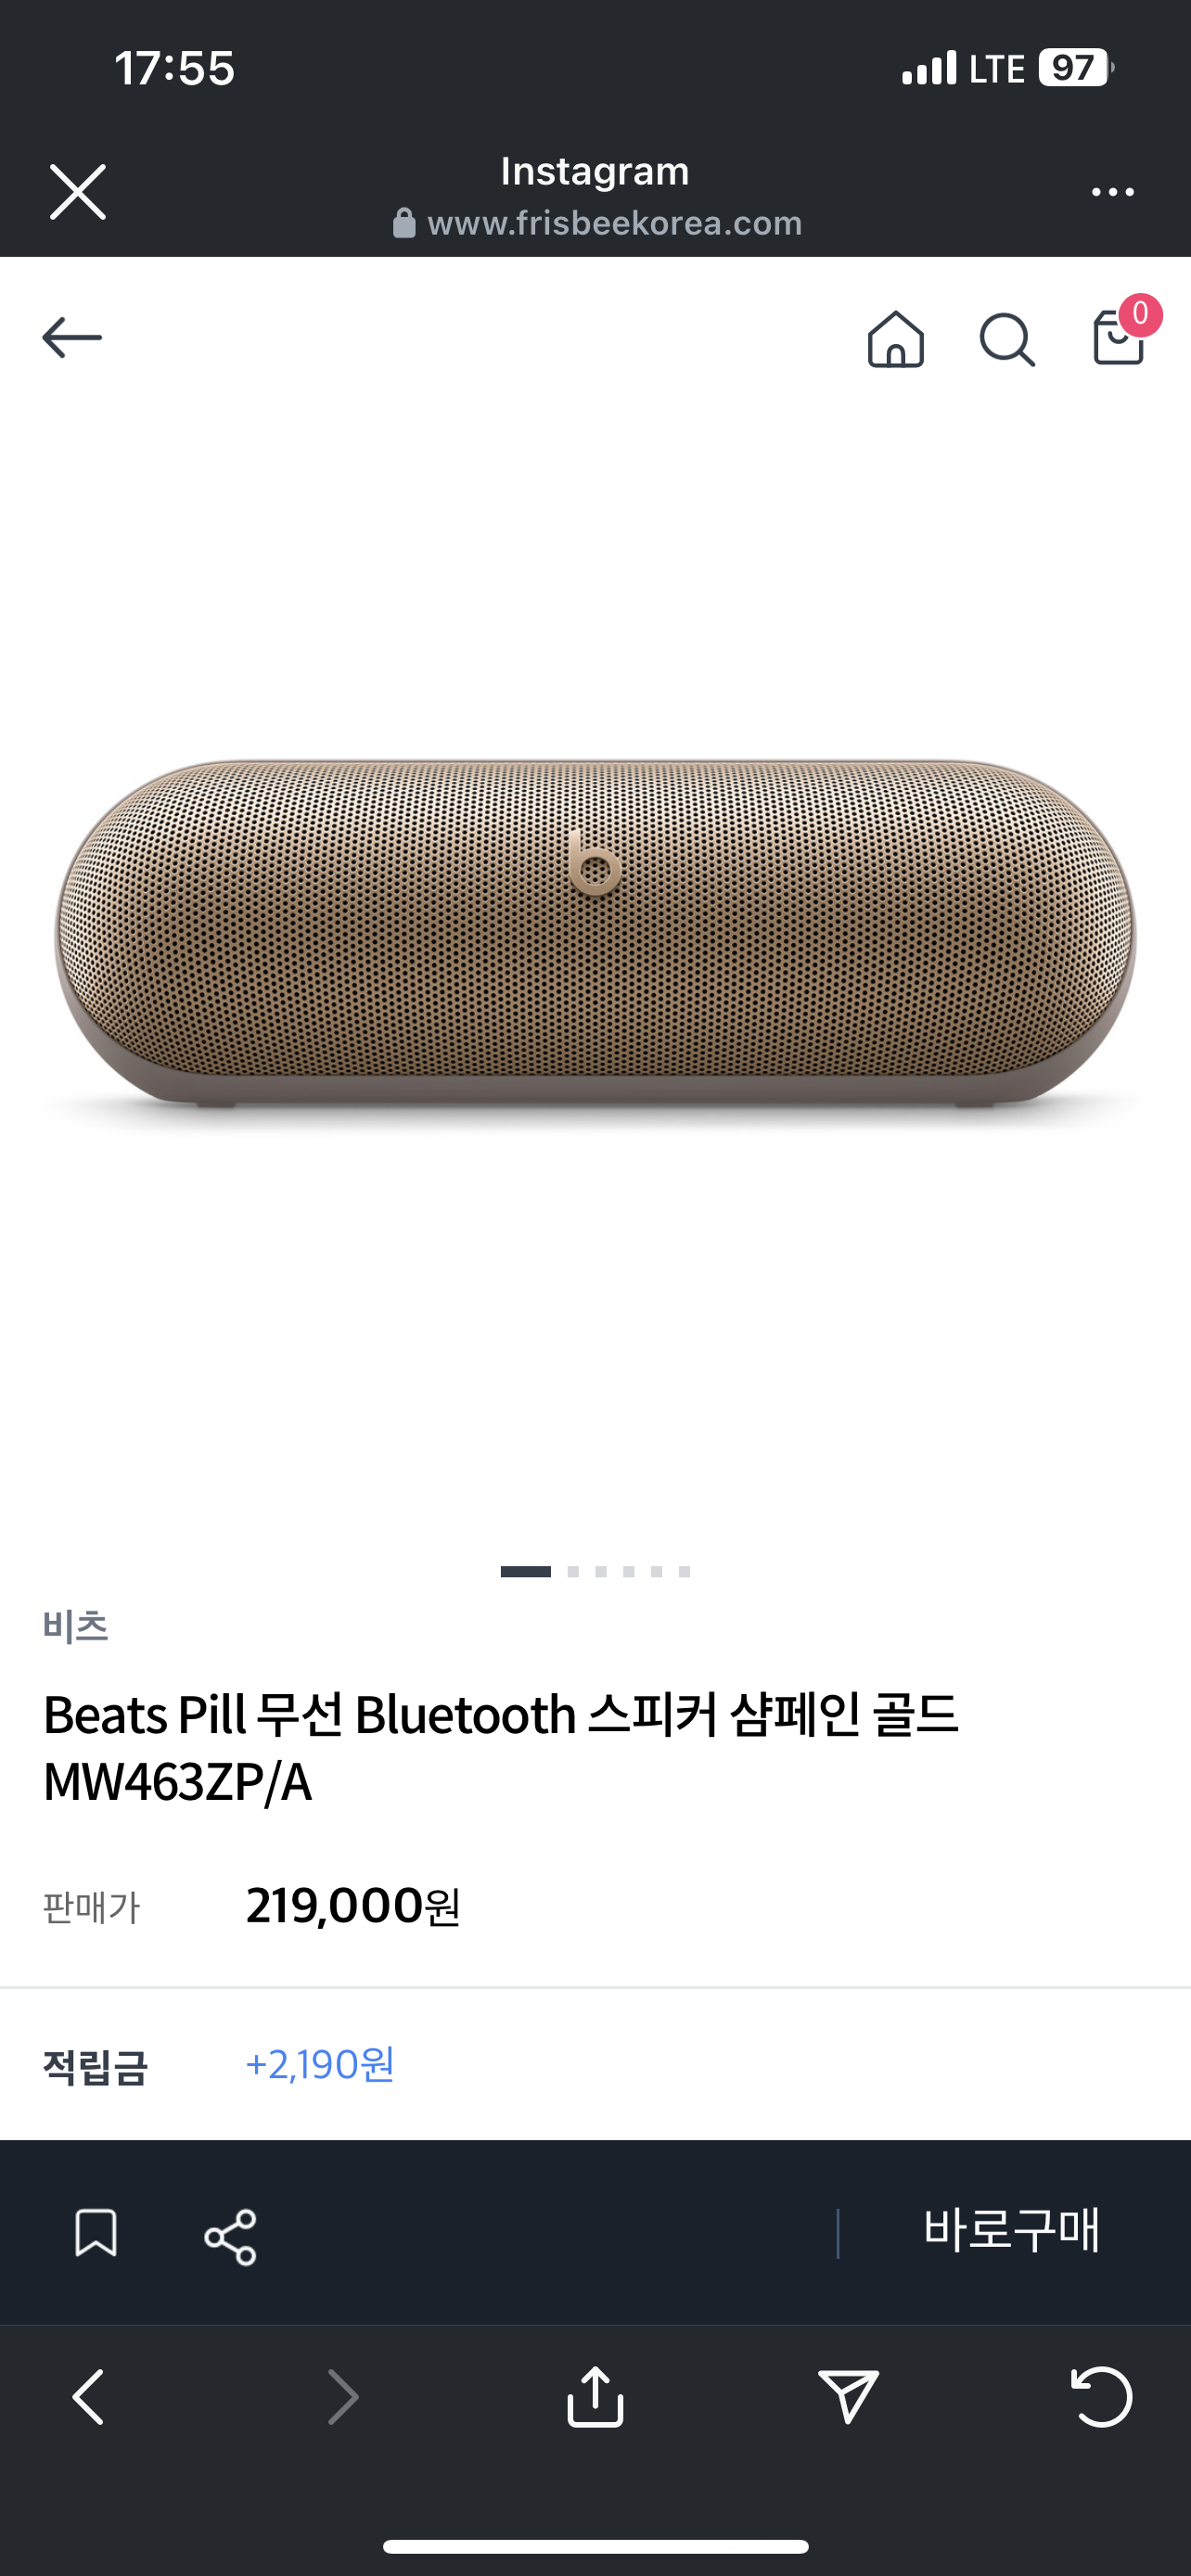 17:55
LTE 97
Instagram
www.frisbeekorea.com
0
비츠
Beats Pill 무선 Bluetooth 스피커 샴페인 골드
MW463ZP/A
판매가 219,000원
적립금 +2,190원
바로구매